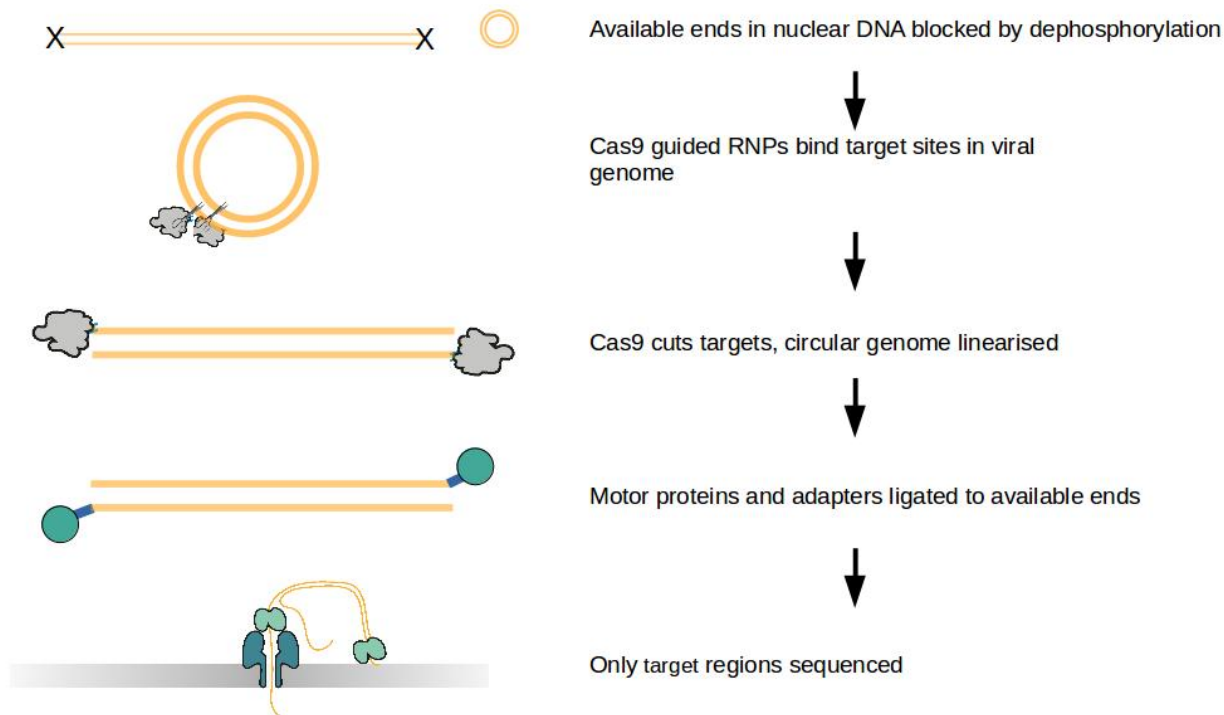 X X
Available ends in nuclear DNA blocked by dephosphorylation
Cas9 guided RNPs bind target sites in viral
genome
Cas9 cuts targets, circular genome linearised
Motor proteins and adapters ligated to available ends
Only target regions sequenced